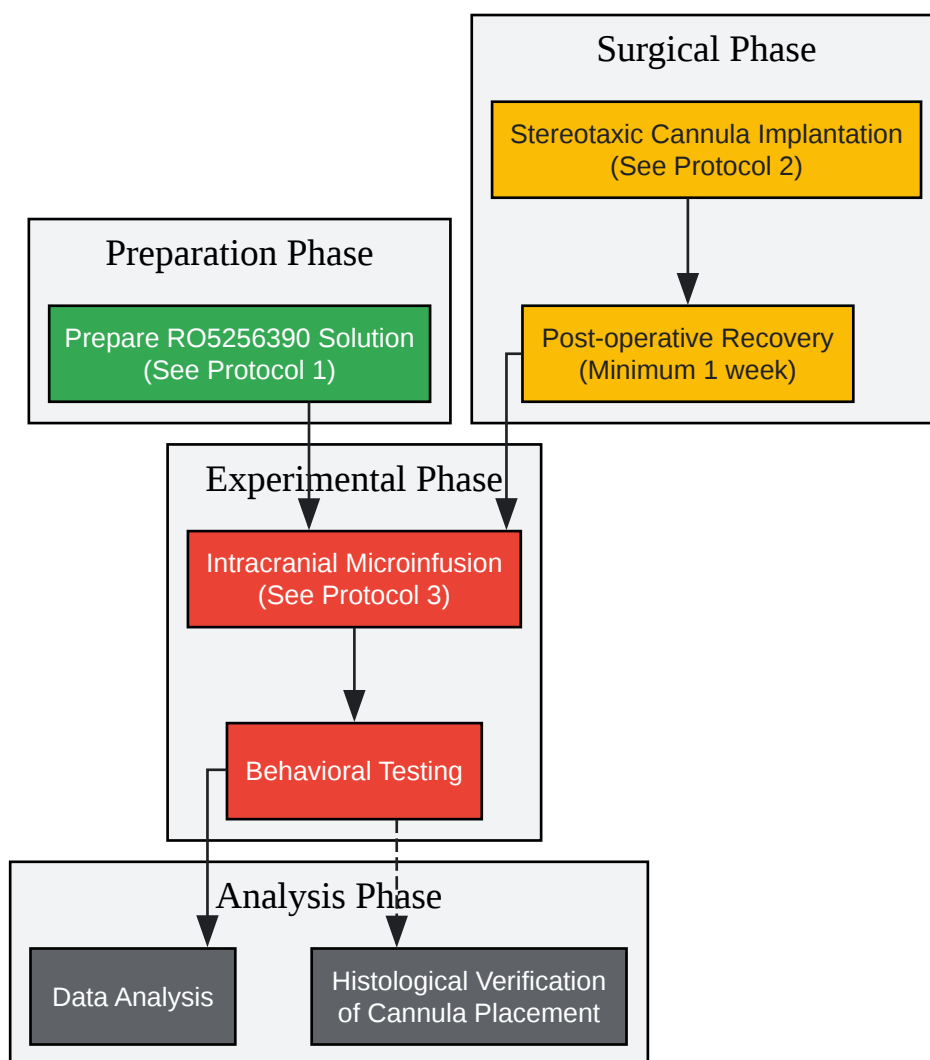 Surgical Phase
Stereotaxic Cannula Implantation
(See Protocol 2)
Preparation Phase
Prepare RO5256390 Solution
(See Protocol 1)
Post-operative Recovery
(Minimum 1 week)
Experimental Phase
Intracranial Microinfusion
(See Protocol 3)
Behavioral Testing
Analysis Phase
Data Analysis
Histological Verification
of Cannula Placement